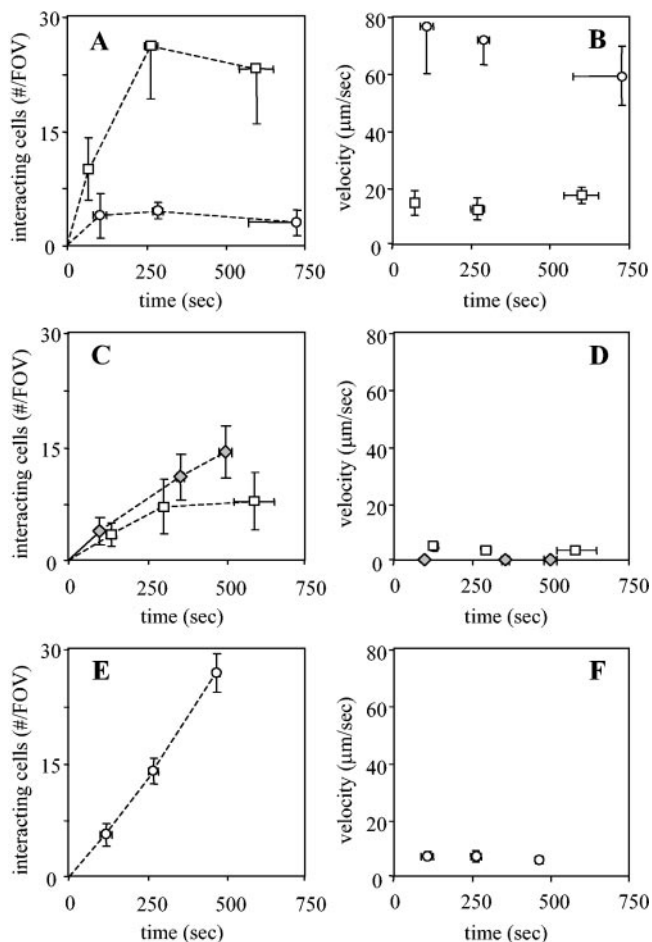 30
A
interacting cells (#/FOV)
15
0
0 250 500 750
time (sec)
80
B
velocity (μm/sec)
60
40
20
0
0 250 500 750
time (sec)
30
C
interacting cells (#/FOV)
15
0
0 250 500 750
time (sec)
80
D
velocity (μm/sec)
60
40
20
0
0 250 500 750
time (sec)
30
E
interacting cells (#/FOV)
15
0
0 250 500 750
time (sec)
80
F
velocity (μm/sec)
60
40
20
0
0 250 500 750
time (sec)